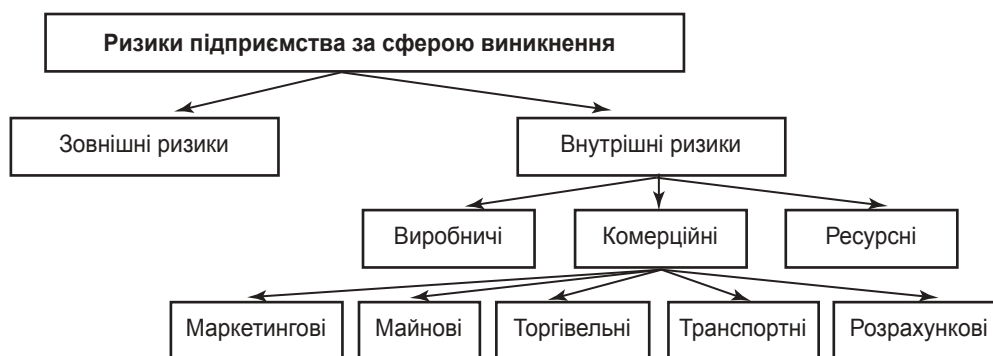 Ризики підприємства за сферою виникнення
Зовнішні ризики
Внутрішні ризики
Виробничі
Комерційні
Ресурсні
Маркетингові
Майнові
Торгівельні
Транспортні
Розрахункові